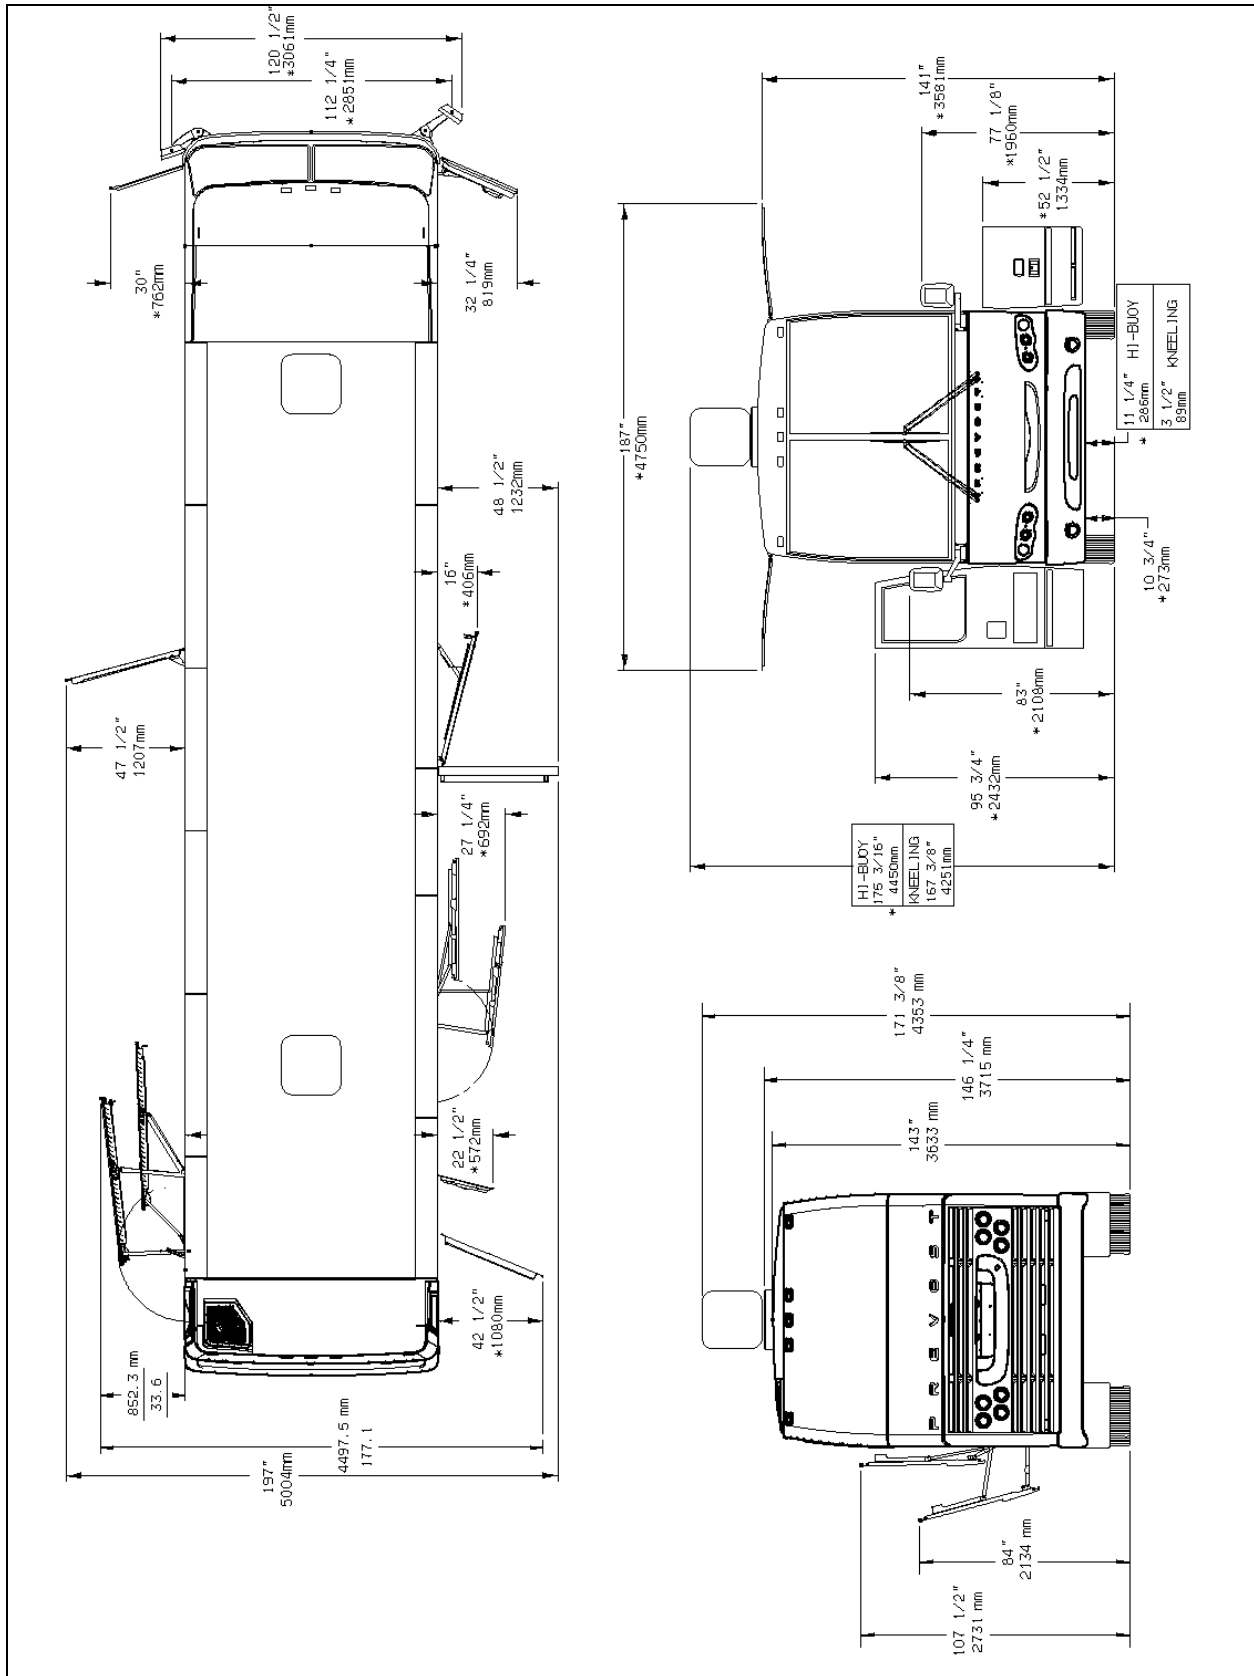 120 1/2"
*3061mm
112 1/4"
*2851mm
30"
*762mm
32 1/4"
819mm
48 1/2"
1232mm
16"
*406mm
47 1/2"
1207mm
27 1/4"
*692mm
22 1/2"
*572mm
42 1/2"
*1080mm
852.3 mm
33.6
4497.5 mm
177.1
197"
5004mm
141"
*3581mm
77 1/8"
*1960mm
*52 1/2"
1334mm
187"
*4750mm
PREVOST
11 1/4" HI-BUOY
286mm
*
3 1/2" KNEELING
89mm
10 3/4"
*273mm
83"
*2108mm
95 3/4"
*2432mm
HI-BUOY
175 3/16"
* 4450mm
KNEELING
167 3/8"
4251mm
171 3/8"
4353 mm
146 1/4"
3715 mm
143"
3633 mm
PREVOST
84"
2134 mm
107 1/2"
2731 mm